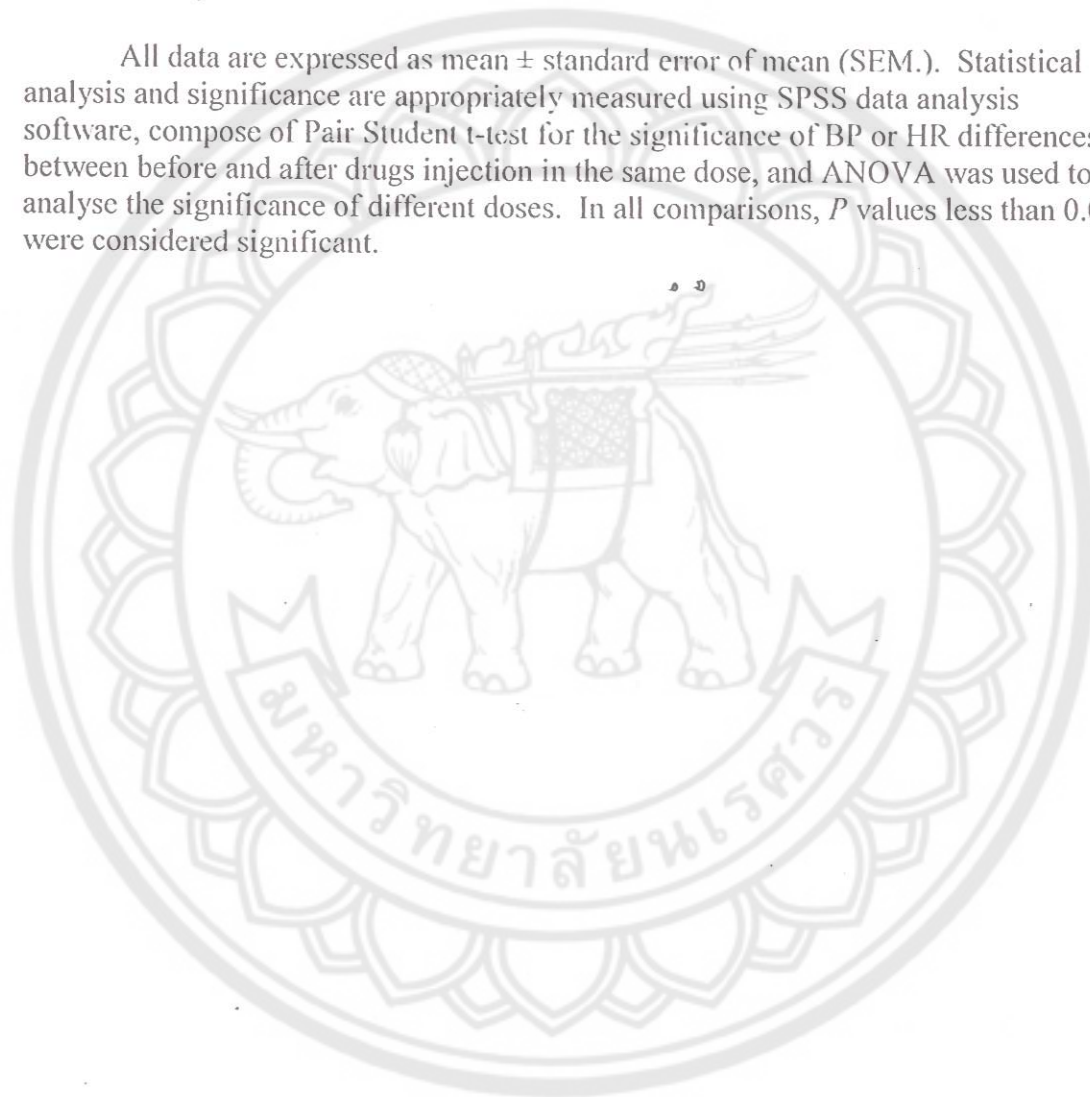 All data are expressed as mean ± standard error of mean (SEM.). Statistical
analysis and significance are appropriately measured using SPSS data analysis
software, compose of Pair Student t-test for the significance of BP or HR difference
between before and after drugs injection in the same dose, and ANOVA was used to
analyse the significance of different doses. In all comparisons, P values less than 0.
were considered significant.
มหาวิทยาลัยนเรศวร